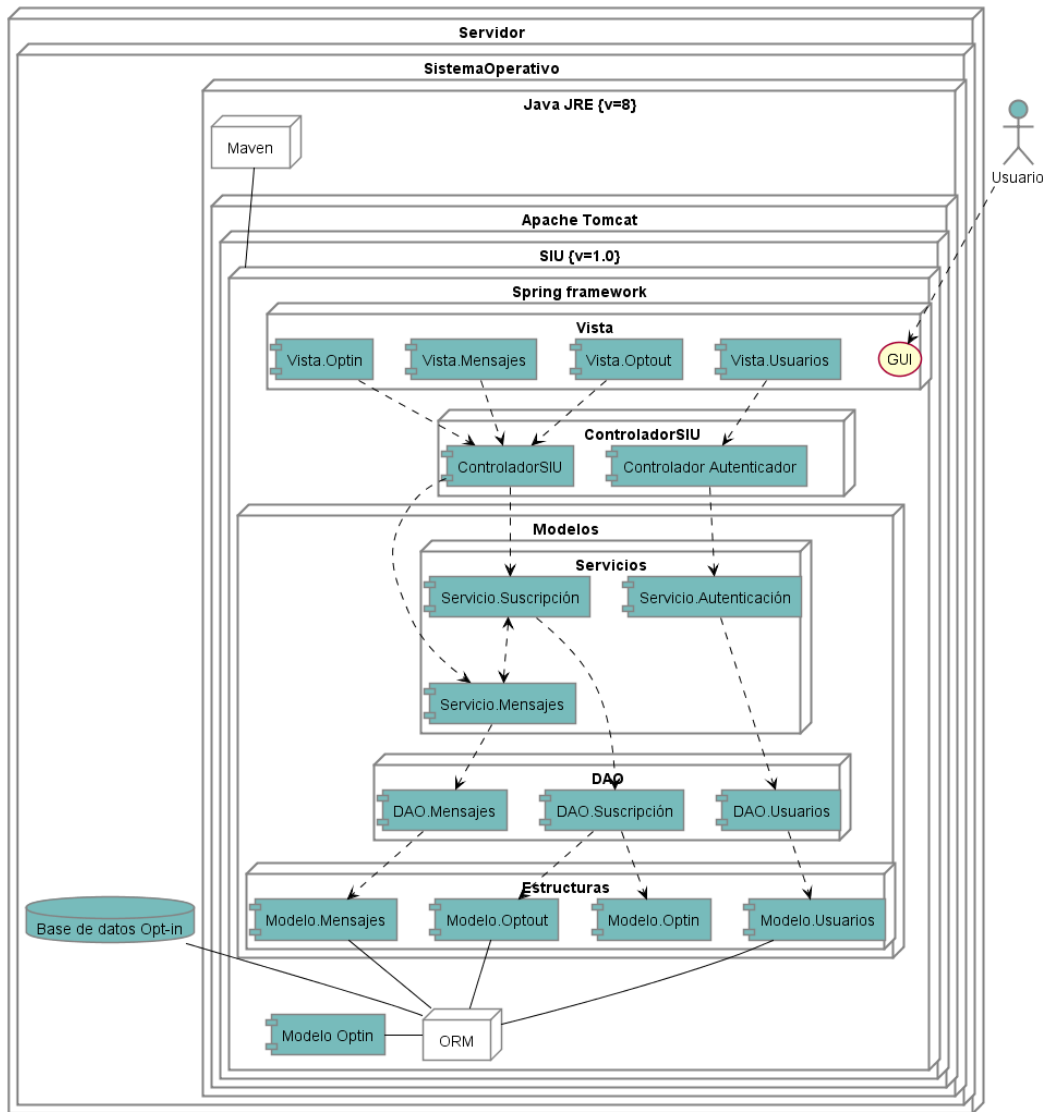 Servidor
SistemaOperativo
Java JRE {v=8}
Maven
Usuario
Apache Tomcat
SIU {v=1.0}
Spring framework
Vista
Vista.Optin
Vista.Mensajes
Vista.Optout
Vista.Usuarios
GUI
ControladorSIU
ControladorSIU
Controlador Autenticador
Modelos
Servicios
Servicio.Suscripción
Servicio.Autenticación
Servicio.Mensajes
DAO
DAO.Mensajes
DAO.Suscripción
DAO.Usuarios
Estructuras
Modelo.Mensajes
Modelo.Optout
Modelo.Optin
Modelo.Usuarios
Base de datos Opt-in
Modelo Optin
ORM